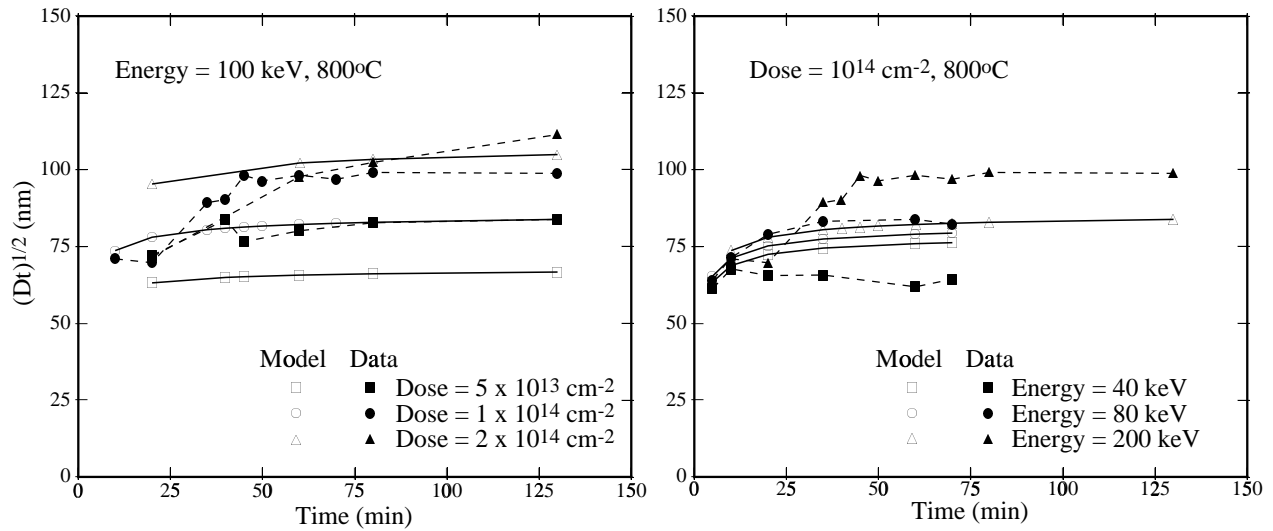 150
125
100
75
50
25
0
(Dt)1/2 (nm)
Energy = 100 keV, 800oC
Model Data
Dose = 5 x 1013 cm-2
Dose = 1 x 1014 cm-2
Dose = 2 x 1014 cm-2
0 25 50 75 100 125 150
Time (min)
150
125
100
75
50
25
0
Dose = 1014 cm-2, 800oC
Model Data
Energy = 40 keV
Energy = 80 keV
Energy = 200 keV
0 25 50 75 100 125 150
Time (min)